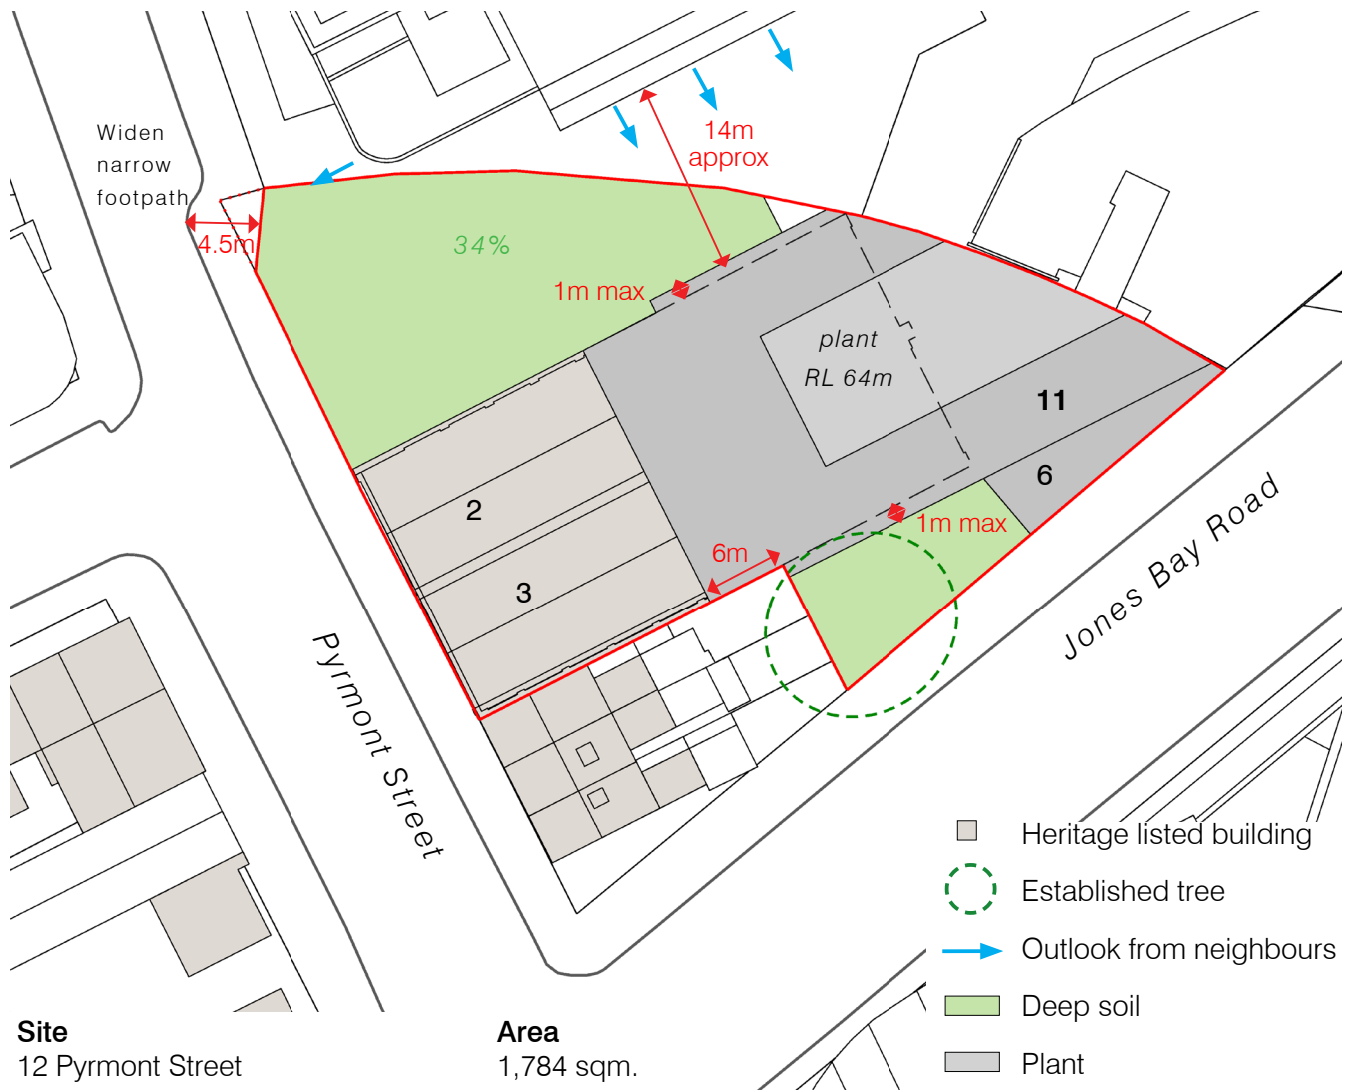 Widen
narrow
footpath
4.5m
34%
14m
approx
1m max
plant
RL 64m
11
6
2
3
6m
1m max
Pyrmont Street
Jones Bay Road
Heritage listed building
Established tree
Outlook from neighbours
Deep soil
Plant
Site
12 Pyrmont Street
Area
1,784 sqm.